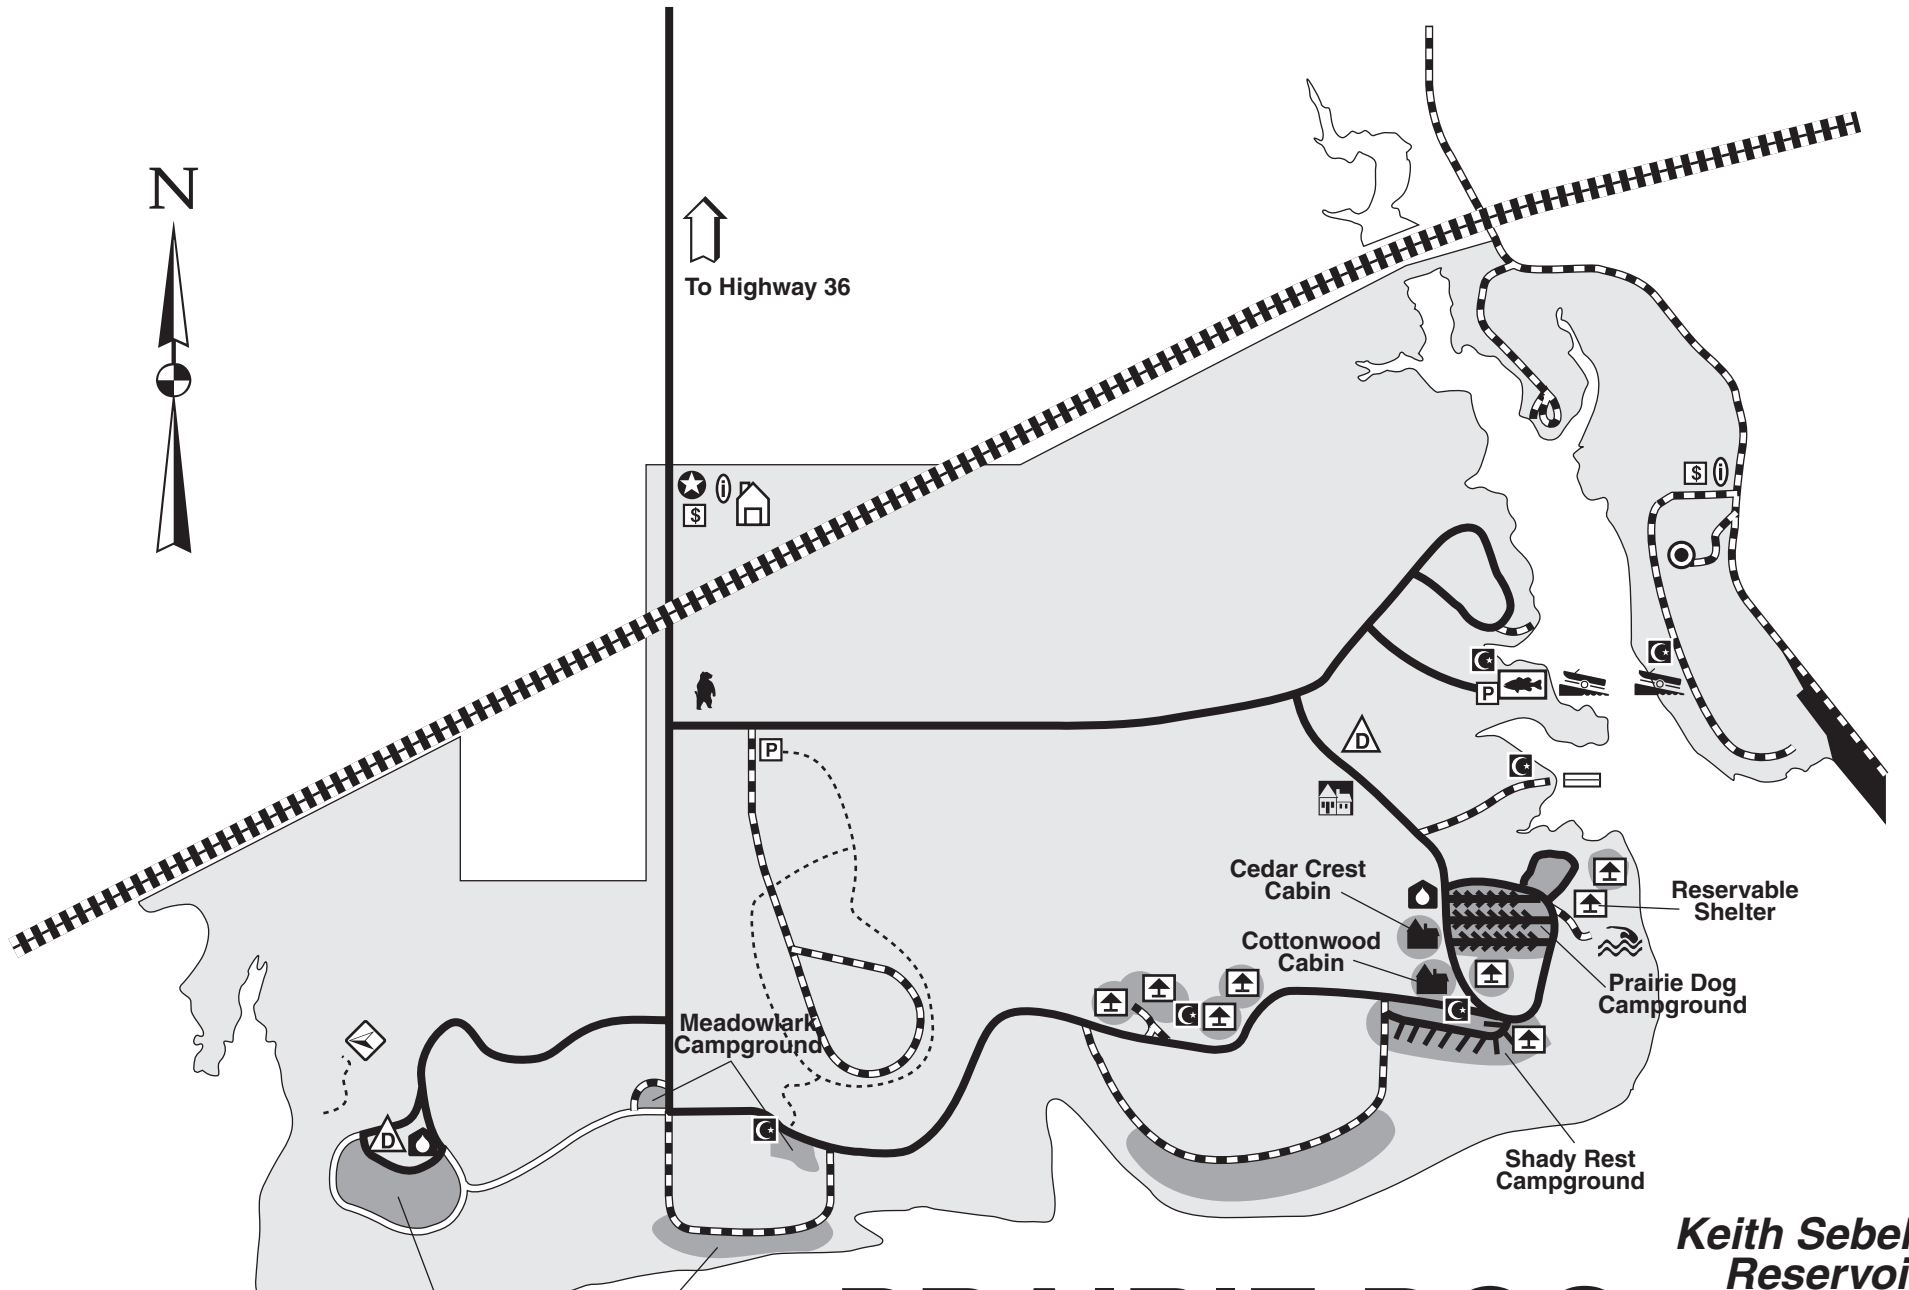 N
To Highway 36
i
$
$ i
P
P
D
Cedar Crest
Cabin
Cottonwood
Cabin
Reservable
Shelter
Prairie Dog
Campground
Meadowlark
Campground
D
Shady Rest
Campground
Keith Sebel
Reservoi